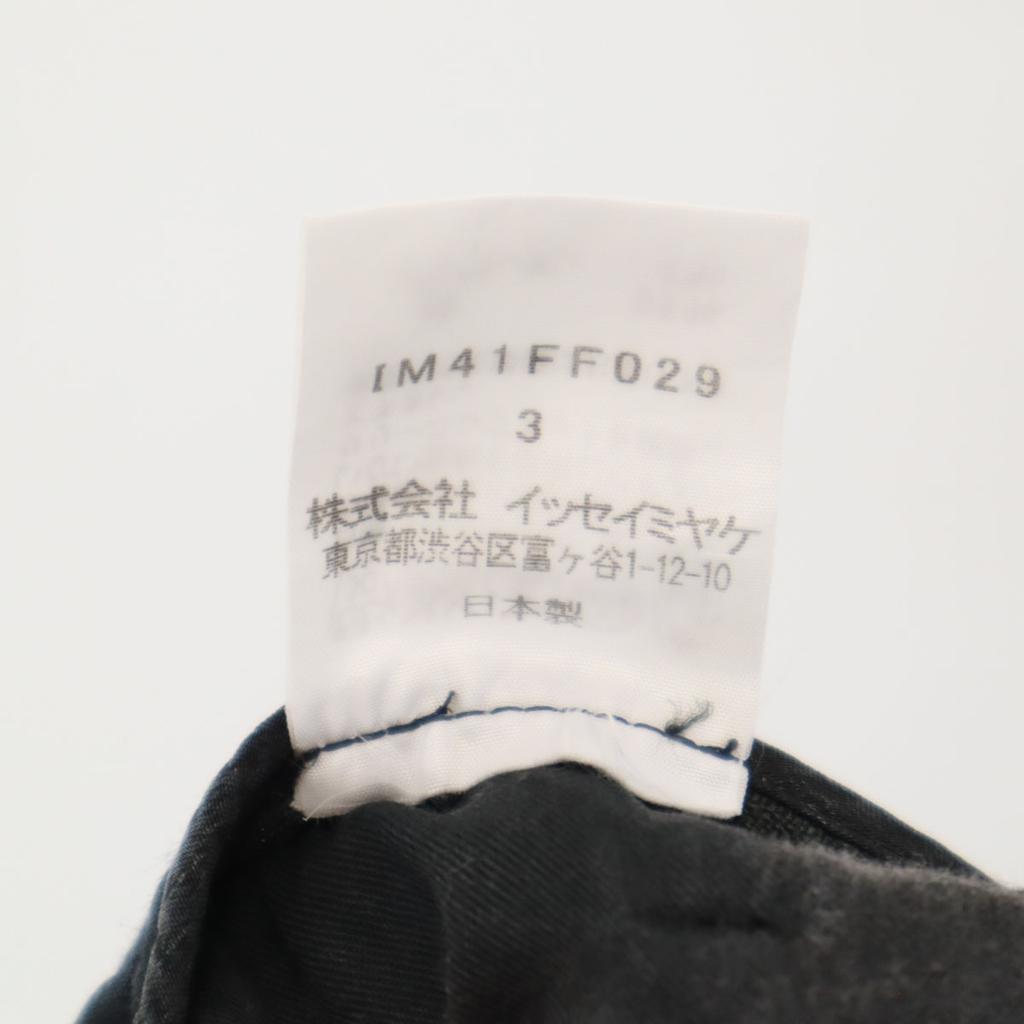 IM41FF029
3
株式会社 イッセイミヤケ
東京都渋谷区富ヶ谷1-12-10
日本製